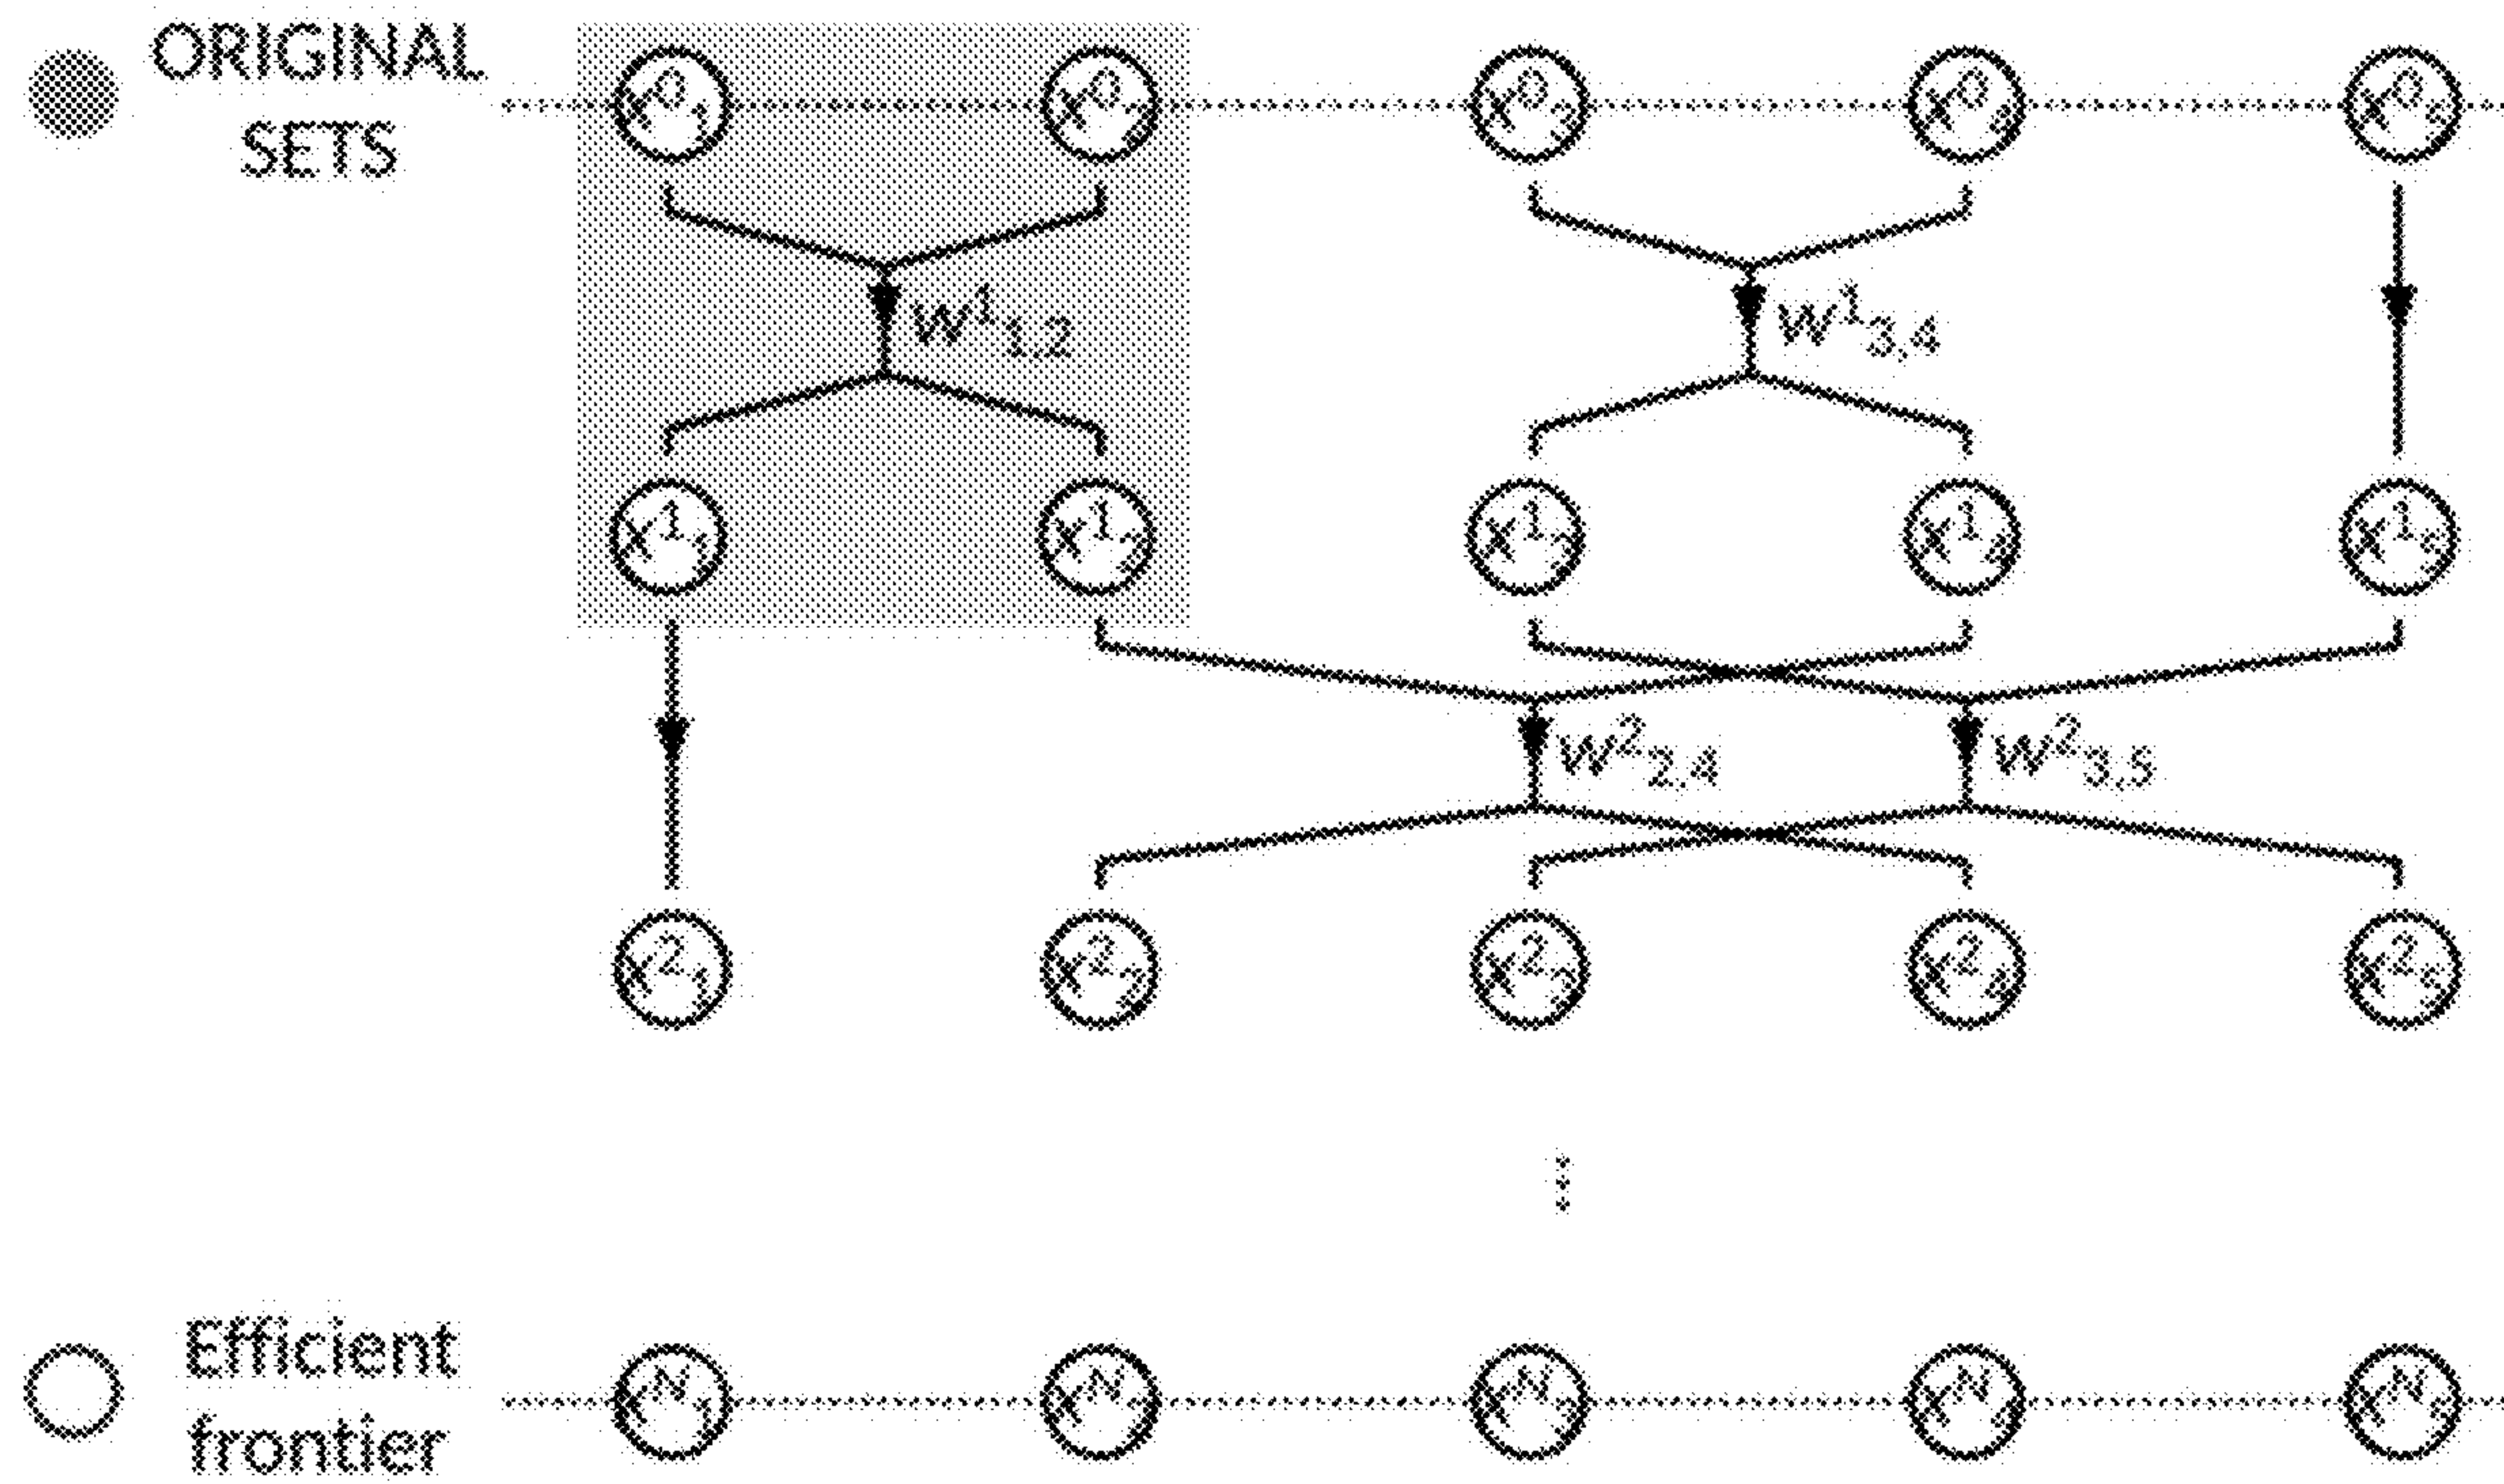 ORIGINAL
SETS
x⁰₁ x⁰₂ x⁰₃ x⁰₄ x⁰₅
W¹₁,₂ W¹₃,₄
x¹₁ x¹₂ x¹₃ x¹₄ x¹₅
W²₂,₄ W²₃,₅
x²₁ x²₂ x²₃ x²₄ x²₅
Efficient
frontier
xᴺ₁ xᴺ₂ xᴺ₃ xᴺ₄ xᴺ₅